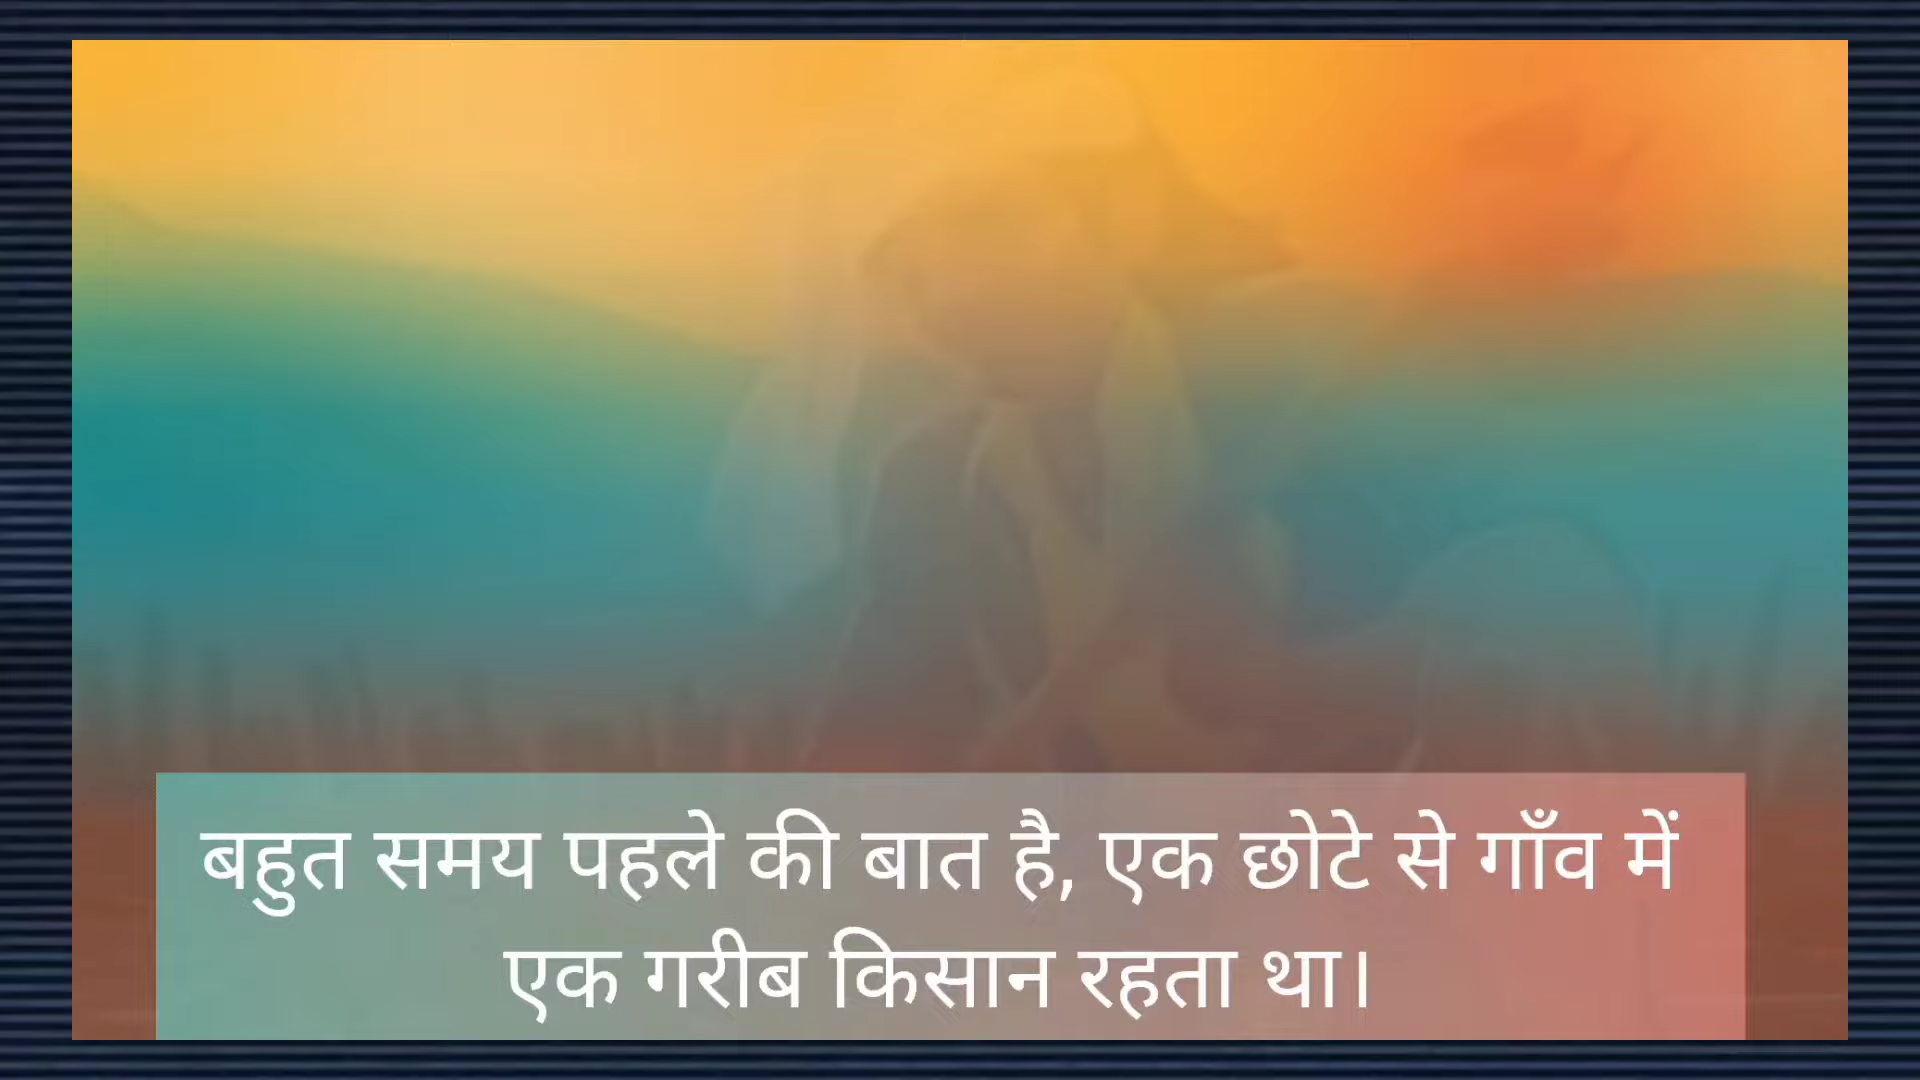 बहुत समय पहले की बात है, एक छोटे से गाँव में
एक गरीब किसान रहता था।